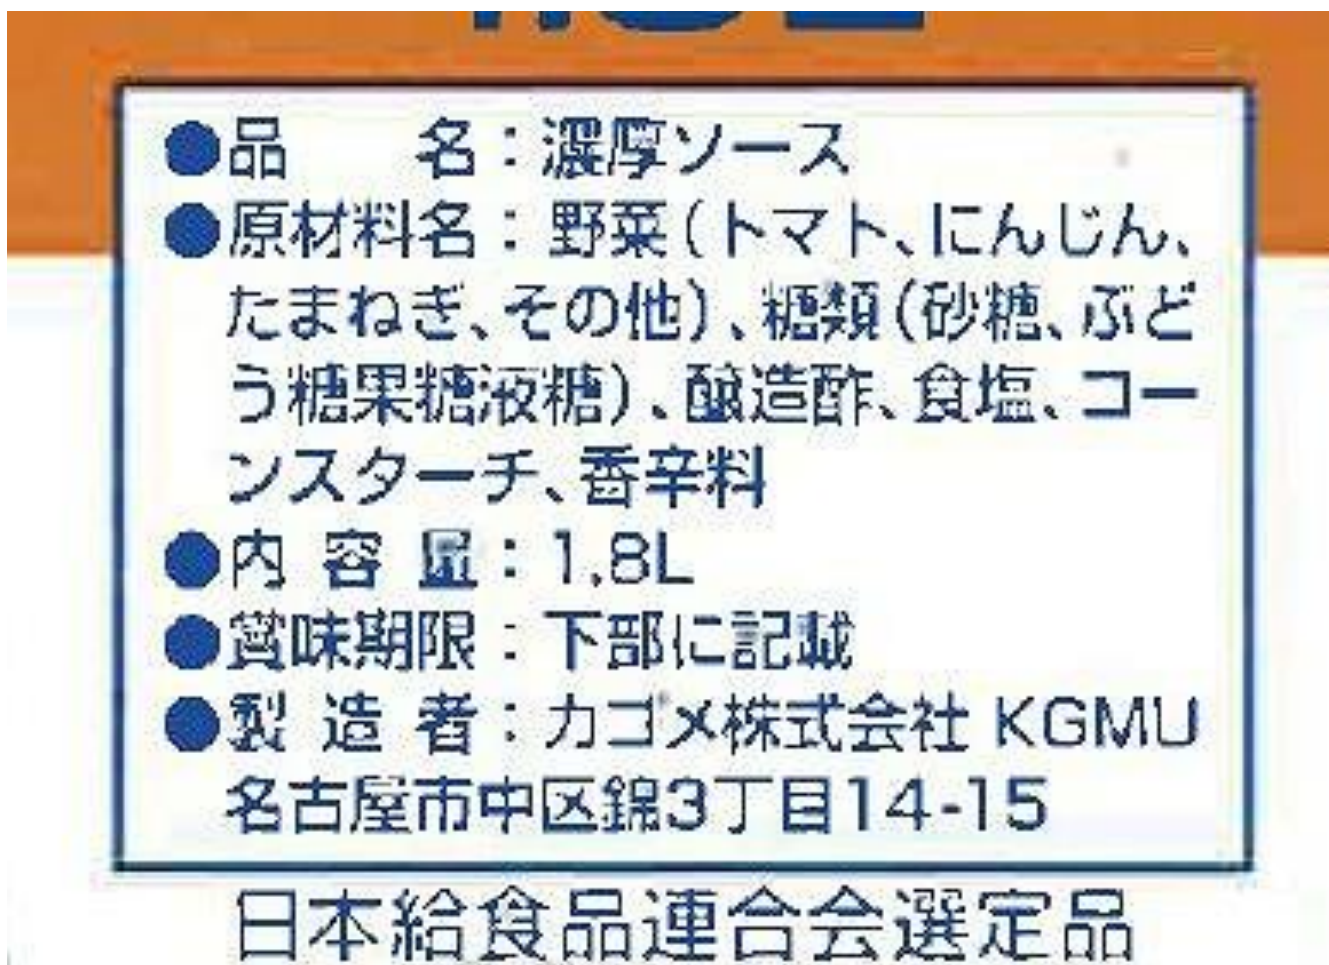 ●品　名：濃厚ソース
●原材料名：野菜(トマト、にんじん、
たまねぎ、その他)、糖類(砂糖、ぶど
う糖果糖液糖)、醸造酢、食塩、コー
ンスターチ、香辛料
●内容量：1.8L
●賞味期限：下部に記載
●製造者：カゴメ株式会社 KGMU
名古屋市中区錦3丁目14-15
日本給食品連合会選定品